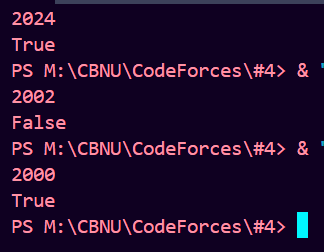 2024
True
PS M:\CBNU\CodeForces\#4> & '
2002
False
PS M:\CBNU\CodeForces\#4> & '
2000
True
PS M:\CBNU\CodeForces\#4>